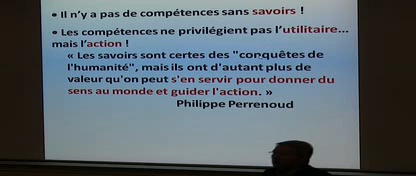 • Il n'y a pas de compétences sans savoirs !
• Les compétences ne privilégient pas l'utilitaire...
mais l'action !
« Les savoirs sont certes des "conquêtes de
l'humanité", mais ils ont d'autant plus de
valeur qu'on peut s'en servir pour donner du
sens au monde et guider l'action. »
Philippe Perrenoud